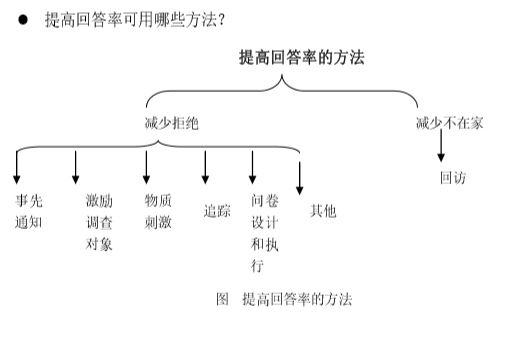 ● 提高回答率可用哪些方法？
提高回答率的方法
减少拒绝
减少不在家
回访
事先
通知
激励
调查
对象
物质
刺激
追踪
问卷
设计
和执
行
其他
图 提高回答率的方法